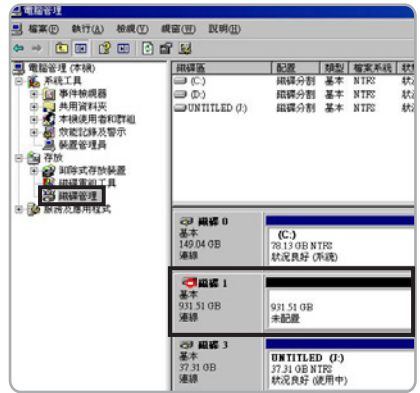 電腦管理
檔案(F) 執行(A) 檢視(V) 視窗(W) 說明(H)
電腦管理 (本機)
系統工具
事件檢視器
共用資料夾
本機使用者和群組
效能記錄及警示
裝置管理員
存放
卸除式存放裝置
磁碟重組工具
磁碟管理
服務及應用程式
磁碟區 配置 類型 檔案系統 狀
(C:) 磁碟分割 基本 NTFS 狀
(D:) 磁碟分割 基本 NTFS 狀
UNTITLED (J:) 磁碟分割 基本 NTFS 狀
磁碟 0
基本
149.04 GB
連線
(C:)
78.13 GB NTFS
狀況良好 (系統)
磁碟 1
基本
931.51 GB
連線
931.51 GB
未配置
磁碟 3
基本
37.31 GB
連線
UNTITLED (J:)
37.31 GB NTFS
狀況良好 (使用中)